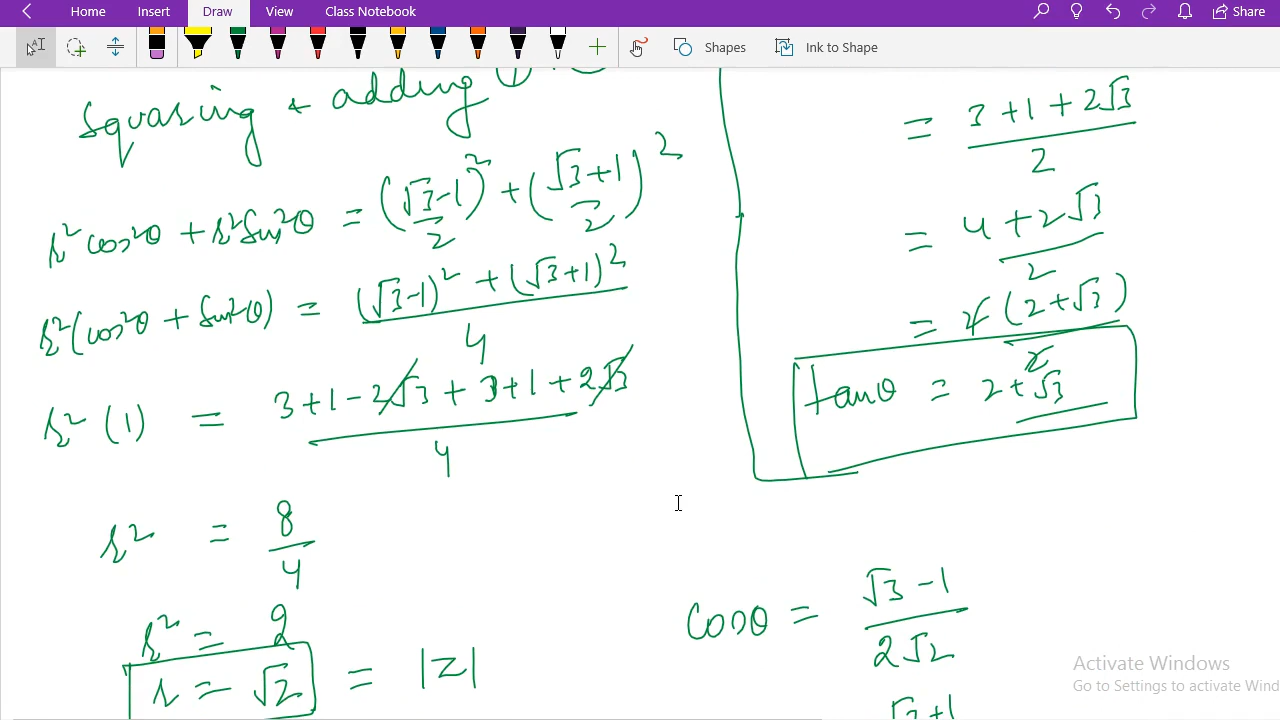 Home Insert Draw View Class Notebook Share
Shapes Ink to Shape
Squaring + adding ①
r²cos²θ + r²Sin²θ = (√3-1/2)² + (√3+1/2)²
r²(cos²θ + Sin²θ) = (√3-1)² + (√3+1)² / 4
r²(1) = 3+1-2√3 + 3+1+2√3 / 4
r² = 8/4
r² = 2
r = √2 = |Z|
= 3+1+2√3 / 2
= 4+2√3 / 2
= 2(2+√3) / 2
tanθ = 2+√3
Cosθ = √3-1 / 2√2
√3+1
Activate Windows
Go to Settings to activate Wind